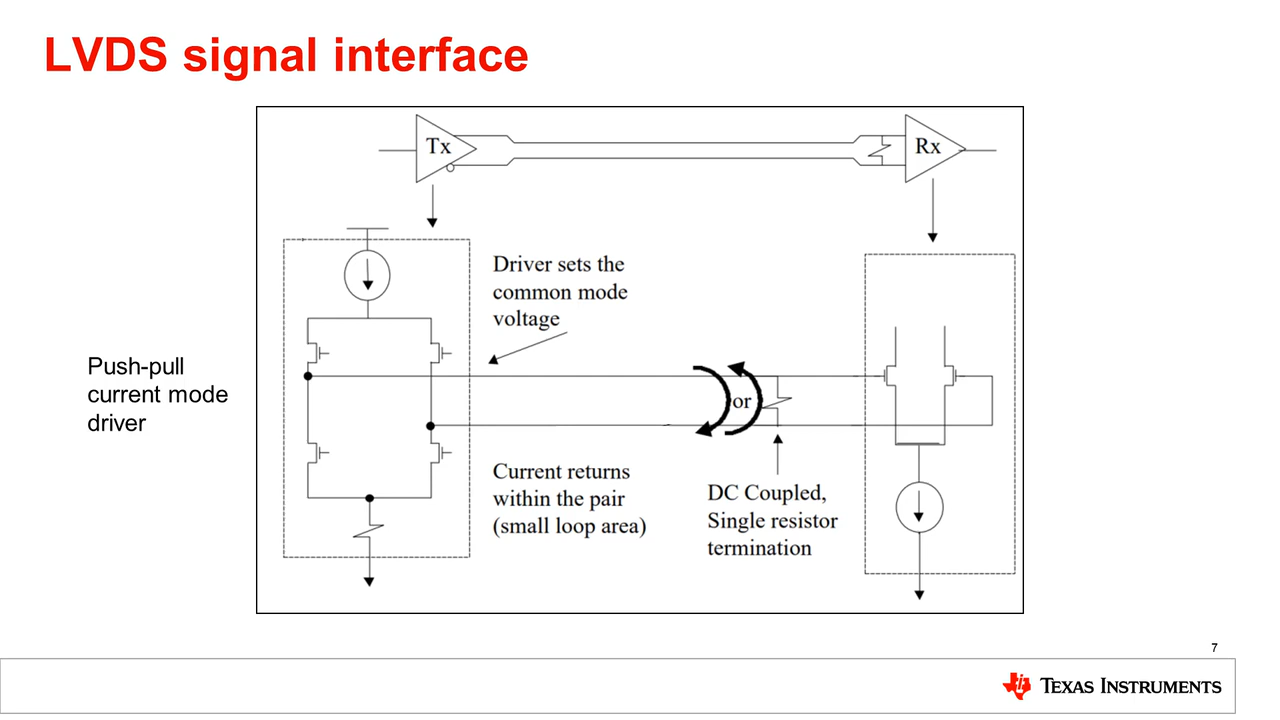 LVDS signal interface
Tx
Rx
Driver sets the
common mode
voltage
Push-pull
current mode
driver
or
Current returns
within the pair
(small loop area)
DC Coupled,
Single resistor
termination
7
TEXAS INSTRUMENTS